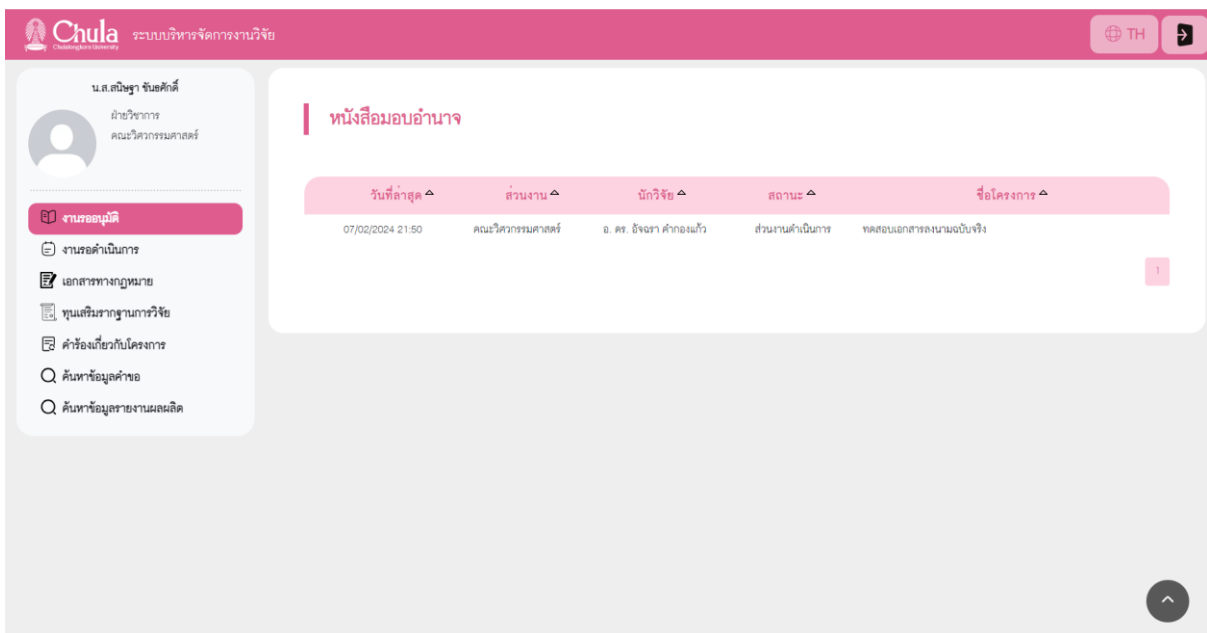 Chula
Chulalongkorn University
ระบบบริหารจัดการงานวิจัย
TH
น.ส.สนิษฐา ขันธศักดิ์
ฝ่ายวิชาการ
คณะวิศวกรรมศาสตร์
งานรออนุมัติ
งานรอดำเนินการ
เอกสารทางกฎหมาย
ทุนเสริมรากฐานการวิจัย
คำร้องเกี่ยวกับโครงการ
ค้นหาข้อมูลคำขอ
ค้นหาข้อมูลรายงานผลผลิต
หนังสือมอบอำนาจ
วันที่ล่าสุด ส่วนงาน นักวิจัย สถานะ ชื่อโครงการ
07/02/2024 21:50 คณะวิศวกรรมศาสตร์ อ. ดร. อัจฉรา คำกองแก้ว ส่วนงานดำเนินการ ทดสอบเอกสารลงนามฉบับจริง
1